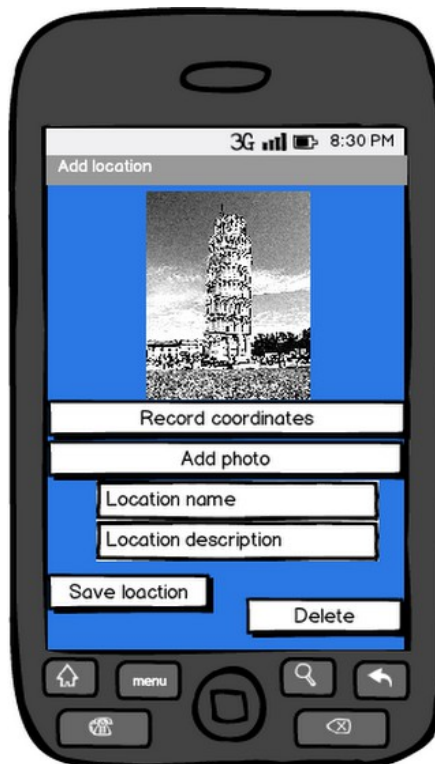 3G 8:30 PM
Add location
Record coordinates
Add photo
Location name
Location description
Save loaction
Delete
menu